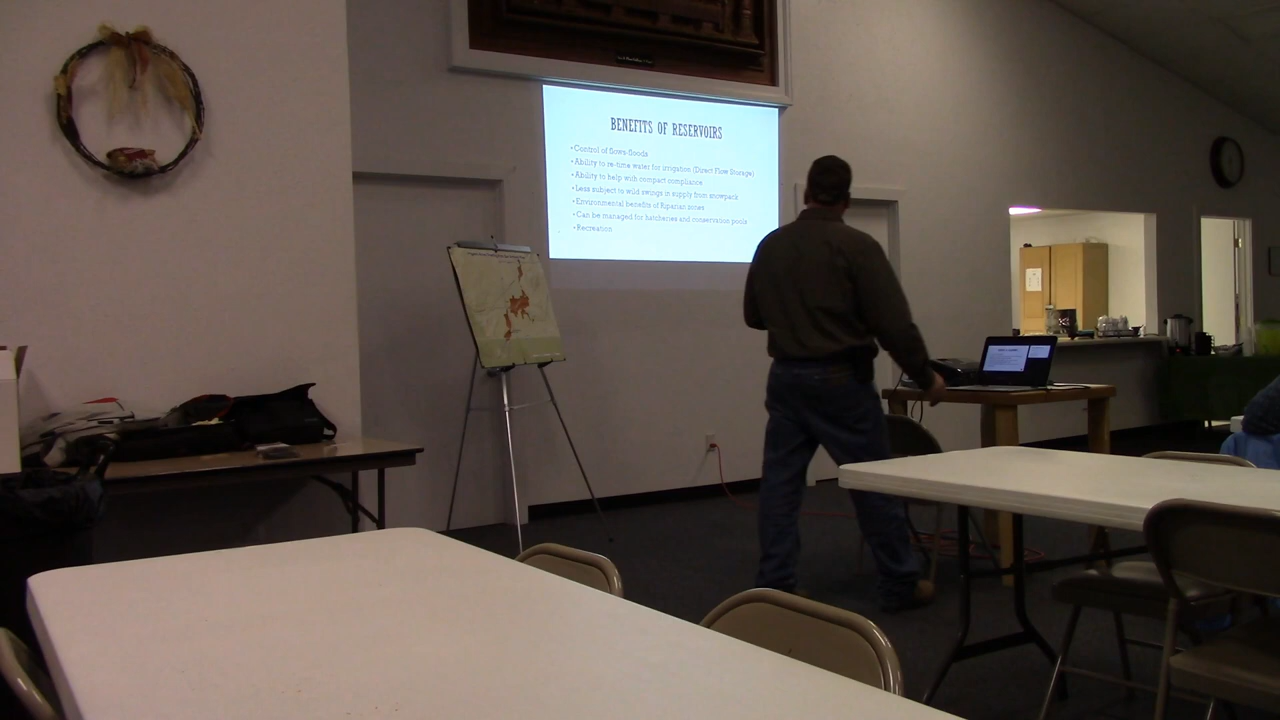 BENEFITS OF RESERVOIRS
•Control of flows-floods
•Ability to re-time water for irrigation (Direct Flow Storage)
•Ability to help with compact compliance
•Less subject to wild swings in supply from snowpack
•Environmental benefits of Riparian zones
•Can be managed for hatcheries and conservation pools
•Recreation